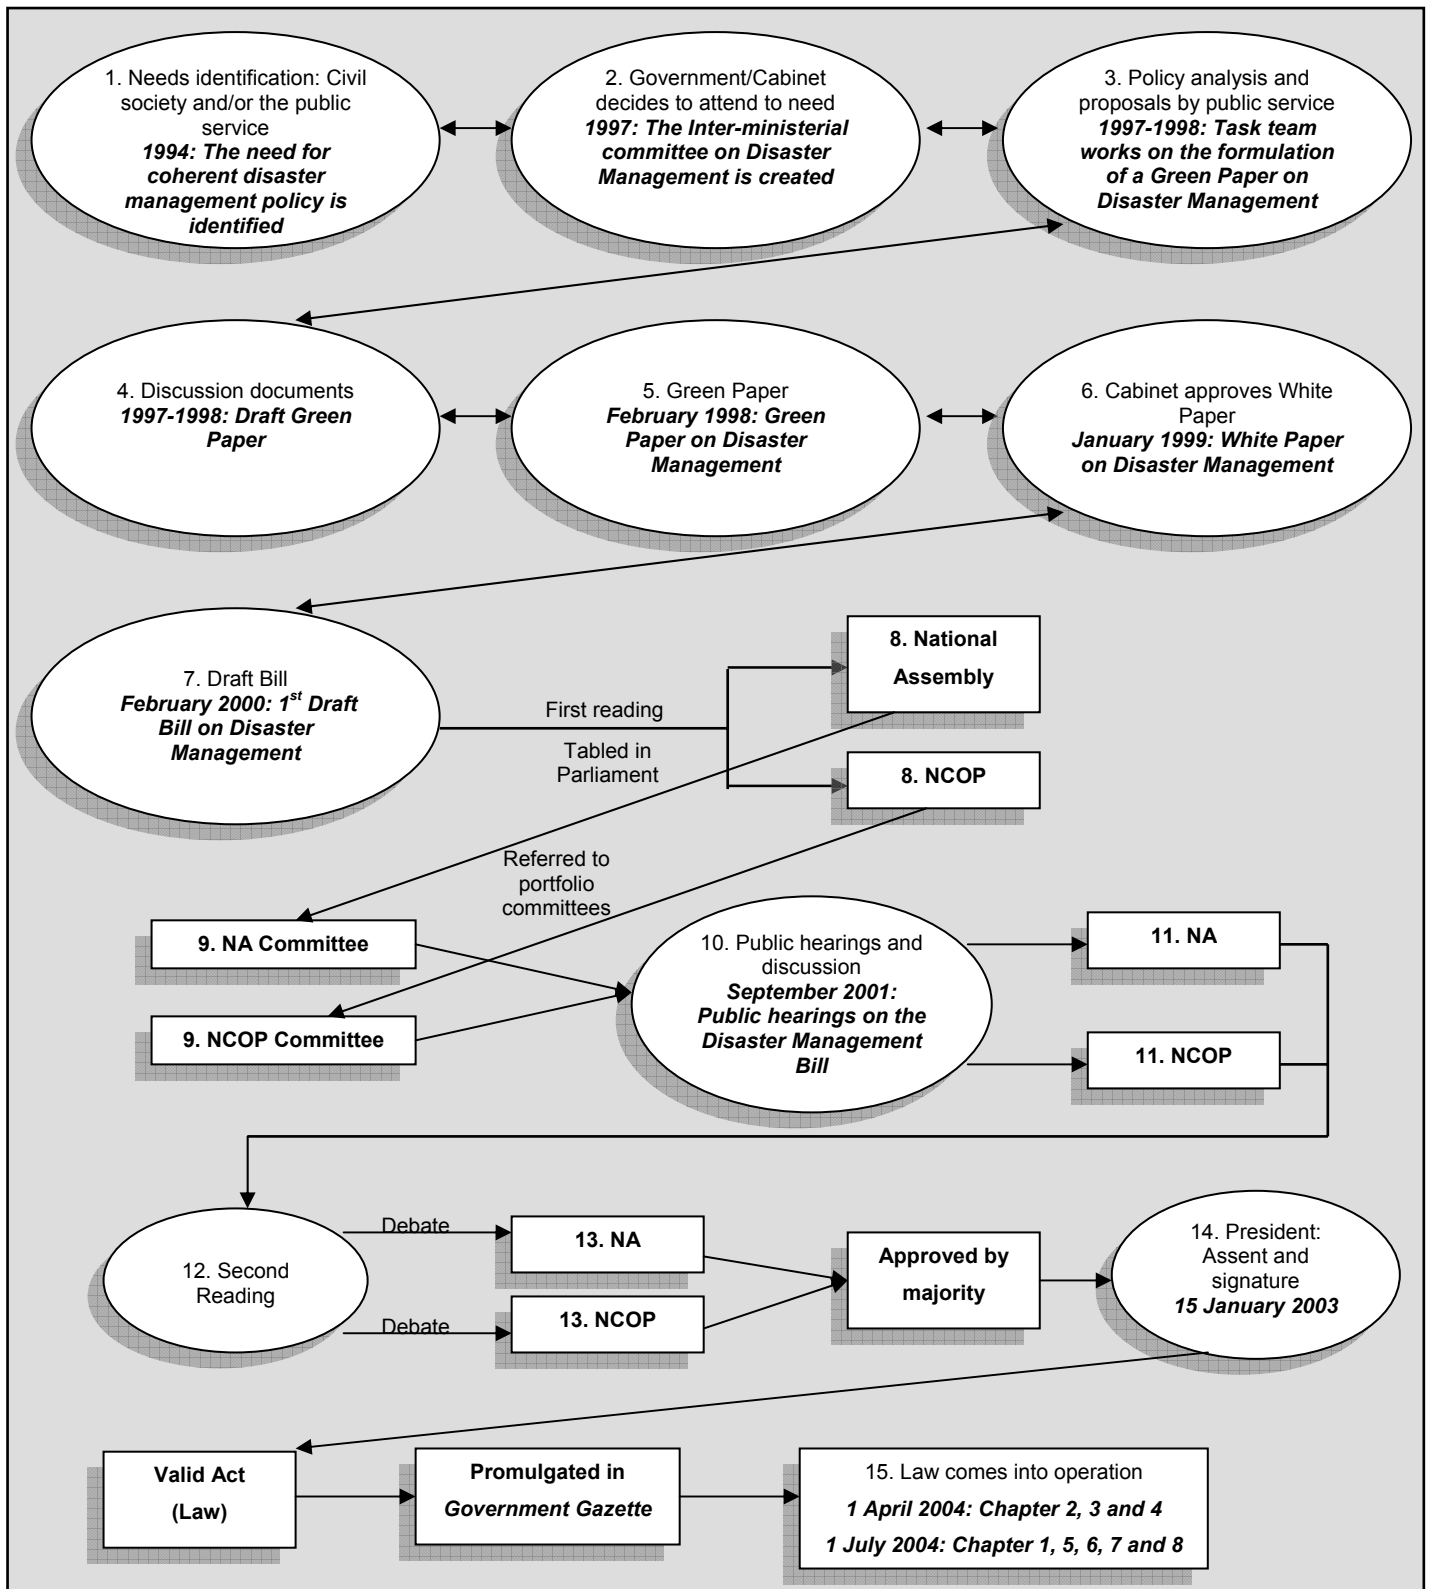 1. Needs identification: Civil
society and/or the public
service
1994: The need for
coherent disaster
management policy is
identified
2. Government/Cabinet
decides to attend to need
1997: The Inter-ministerial
committee on Disaster
Management is created
3. Policy analysis and
proposals by public service
1997-1998: Task team
works on the formulation
of a Green Paper on
Disaster Management
4. Discussion documents
1997-1998: Draft Green
Paper
5. Green Paper
February 1998: Green
Paper on Disaster
Management
6. Cabinet approves White
Paper
January 1999: White Paper
on Disaster Management
7. Draft Bill
February 2000: 1st Draft
Bill on Disaster
Management
First reading
Tabled in
Parliament
8. National
Assembly
8. NCOP
Referred to
portfolio
committees
9. NA Committee
9. NCOP Committee
10. Public hearings and
discussion
September 2001:
Public hearings on the
Disaster Management
Bill
11. NA
11. NCOP
12. Second
Reading
Debate
Debate
13. NA
13. NCOP
Approved by
majority
14. President:
Assent and
signature
15 January 2003
Valid Act
(Law)
Promulgated in
Government Gazette
15. Law comes into operation
1 April 2004: Chapter 2, 3 and 4
1 July 2004: Chapter 1, 5, 6, 7 and 8